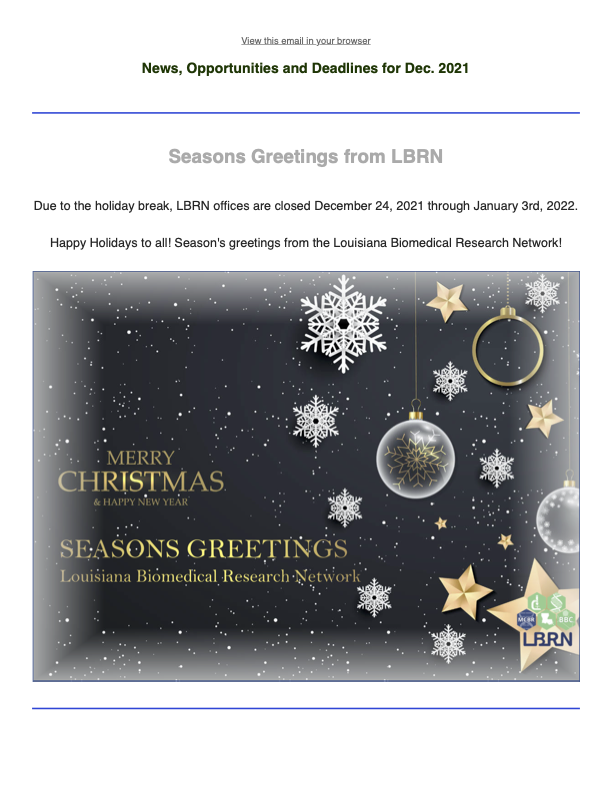 View this email in your browser
News, Opportunities and Deadlines for Dec. 2021
Seasons Greetings from LBRN
Due to the holiday break, LBRN offices are closed December 24, 2021 through January 3rd, 2022.
Happy Holidays to all! Season's greetings from the Louisiana Biomedical Research Network!
MERRY
CHRISTMAS
& HAPPY NEW YEAR
SEASONS GREETINGS
Louisiana Biomedical Research Network
MCBR BBC
LBRN